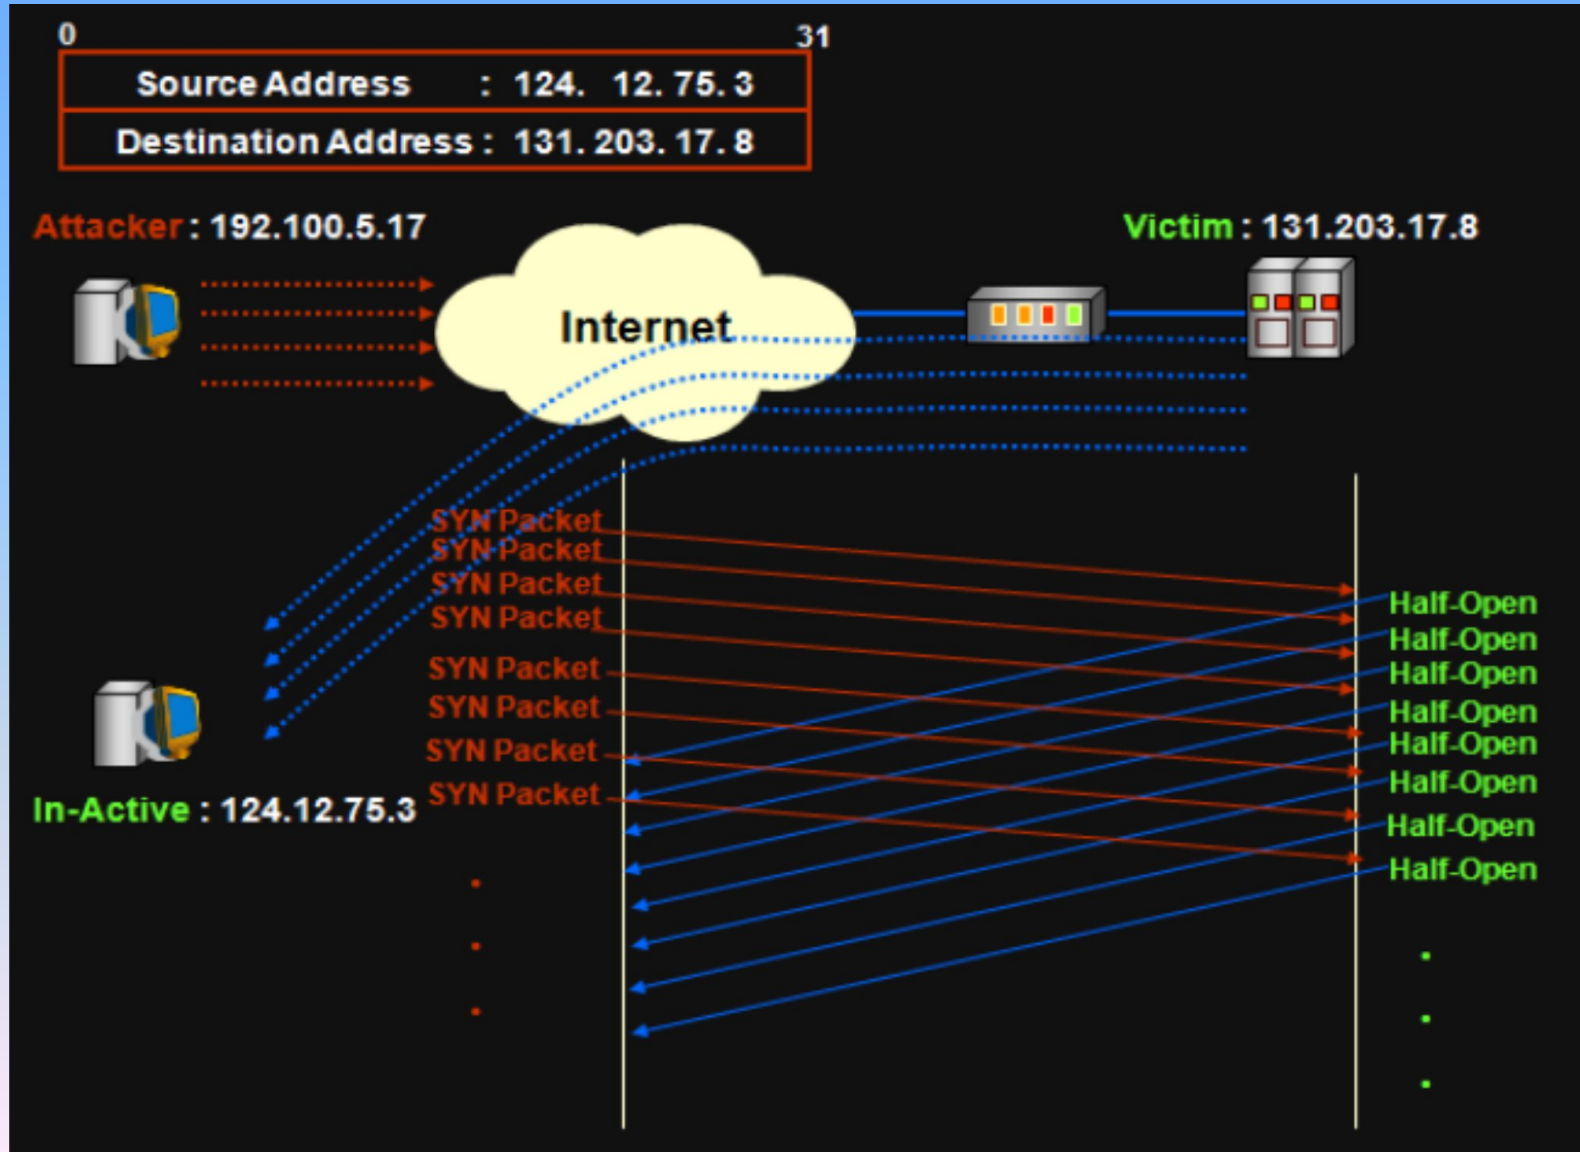 0 31
Source Address : 124. 12. 75. 3
Destination Address : 131. 203. 17. 8
Attacker : 192.100.5.17
Victim : 131.203.17.8
Internet
SYN Packet
SYN Packet
SYN Packet
SYN Packet
SYN Packet
SYN Packet
SYN Packet
SYN Packet
Half-Open
Half-Open
Half-Open
Half-Open
Half-Open
Half-Open
Half-Open
Half-Open
In-Active : 124.12.75.3